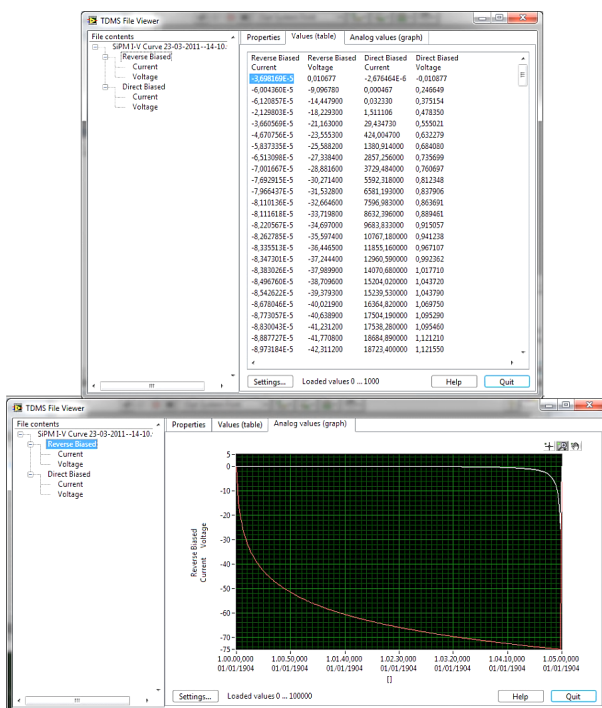 TDMS File Viewer
File contents
SiPM I-V Curve 23-03-2011--14-10.
Reverse Biased
Current
Voltage
Direct Biased
Current
Voltage
Properties Values (table) Analog values (graph)
Reverse Biased Reverse Biased Direct Biased Direct Biased
Current Voltage Current Voltage
-3,698169E-5 0,010677 -2,676464E-6 -0,010877
-6,004360E-5 -9,096780 0,000467 0,246649
-6,120857E-5 -14,447900 0,032330 0,375154
-2,129803E-5 -18,229300 1,511106 0,478350
-3,660569E-5 -21,163000 29,434730 0,555021
-4,670756E-5 -23,555300 424,004700 0,632279
-5,837335E-5 -25,588200 1380,914000 0,684080
-6,513098E-5 -27,338400 2857,256000 0,735699
-7,001667E-5 -28,881600 3729,484000 0,760697
-7,692915E-5 -30,271400 5592,318000 0,812348
-7,966437E-5 -31,532800 6581,193000 0,837906
-8,110136E-5 -32,664600 7596,983000 0,863691
-8,111618E-5 -33,719800 8632,396000 0,889461
-8,220567E-5 -34,697000 9683,833000 0,915057
-8,262785E-5 -35,597400 10767,180000 0,941238
-8,335513E-5 -36,446500 11855,160000 0,967107
-8,347301E-5 -37,244400 12960,590000 0,992362
-8,383026E-5 -37,989900 14070,680000 1,017710
-8,496760E-5 -38,709600 15204,020000 1,043720
-8,542622E-5 -39,379300 15239,530000 1,043790
-8,678046E-5 -40,021900 16364,820000 1,069750
-8,773057E-5 -40,638900 17504,190000 1,095290
-8,830043E-5 -41,231200 17538,280000 1,095460
-8,887727E-5 -41,770800 18684,890000 1,121210
-8,973184E-5 -42,311200 18723,400000 1,121550
Settings... Loaded values 0 ... 1000 Help Quit
TDMS File Viewer
File contents
SiPM I-V Curve 23-03-2011--14-10.
Reverse Biased
Current
Voltage
Direct Biased
Current
Voltage
Properties Values (table) Analog values (graph)
Reverse Biased
Current Voltage
5-
0-
-10-
-20-
-30-
-40-
-50-
-60-
-70-
-75-
1.00.00,000 1.00.50,000 1.01.40,000 1.02.30,000 1.03.20,000 1.04.10,000 1.05.00,000
01/01/1904 01/01/1904 01/01/1904 01/01/1904 01/01/1904 01/01/1904 01/01/1904
[]
Settings... Loaded values 0 ... 100000 Help Quit